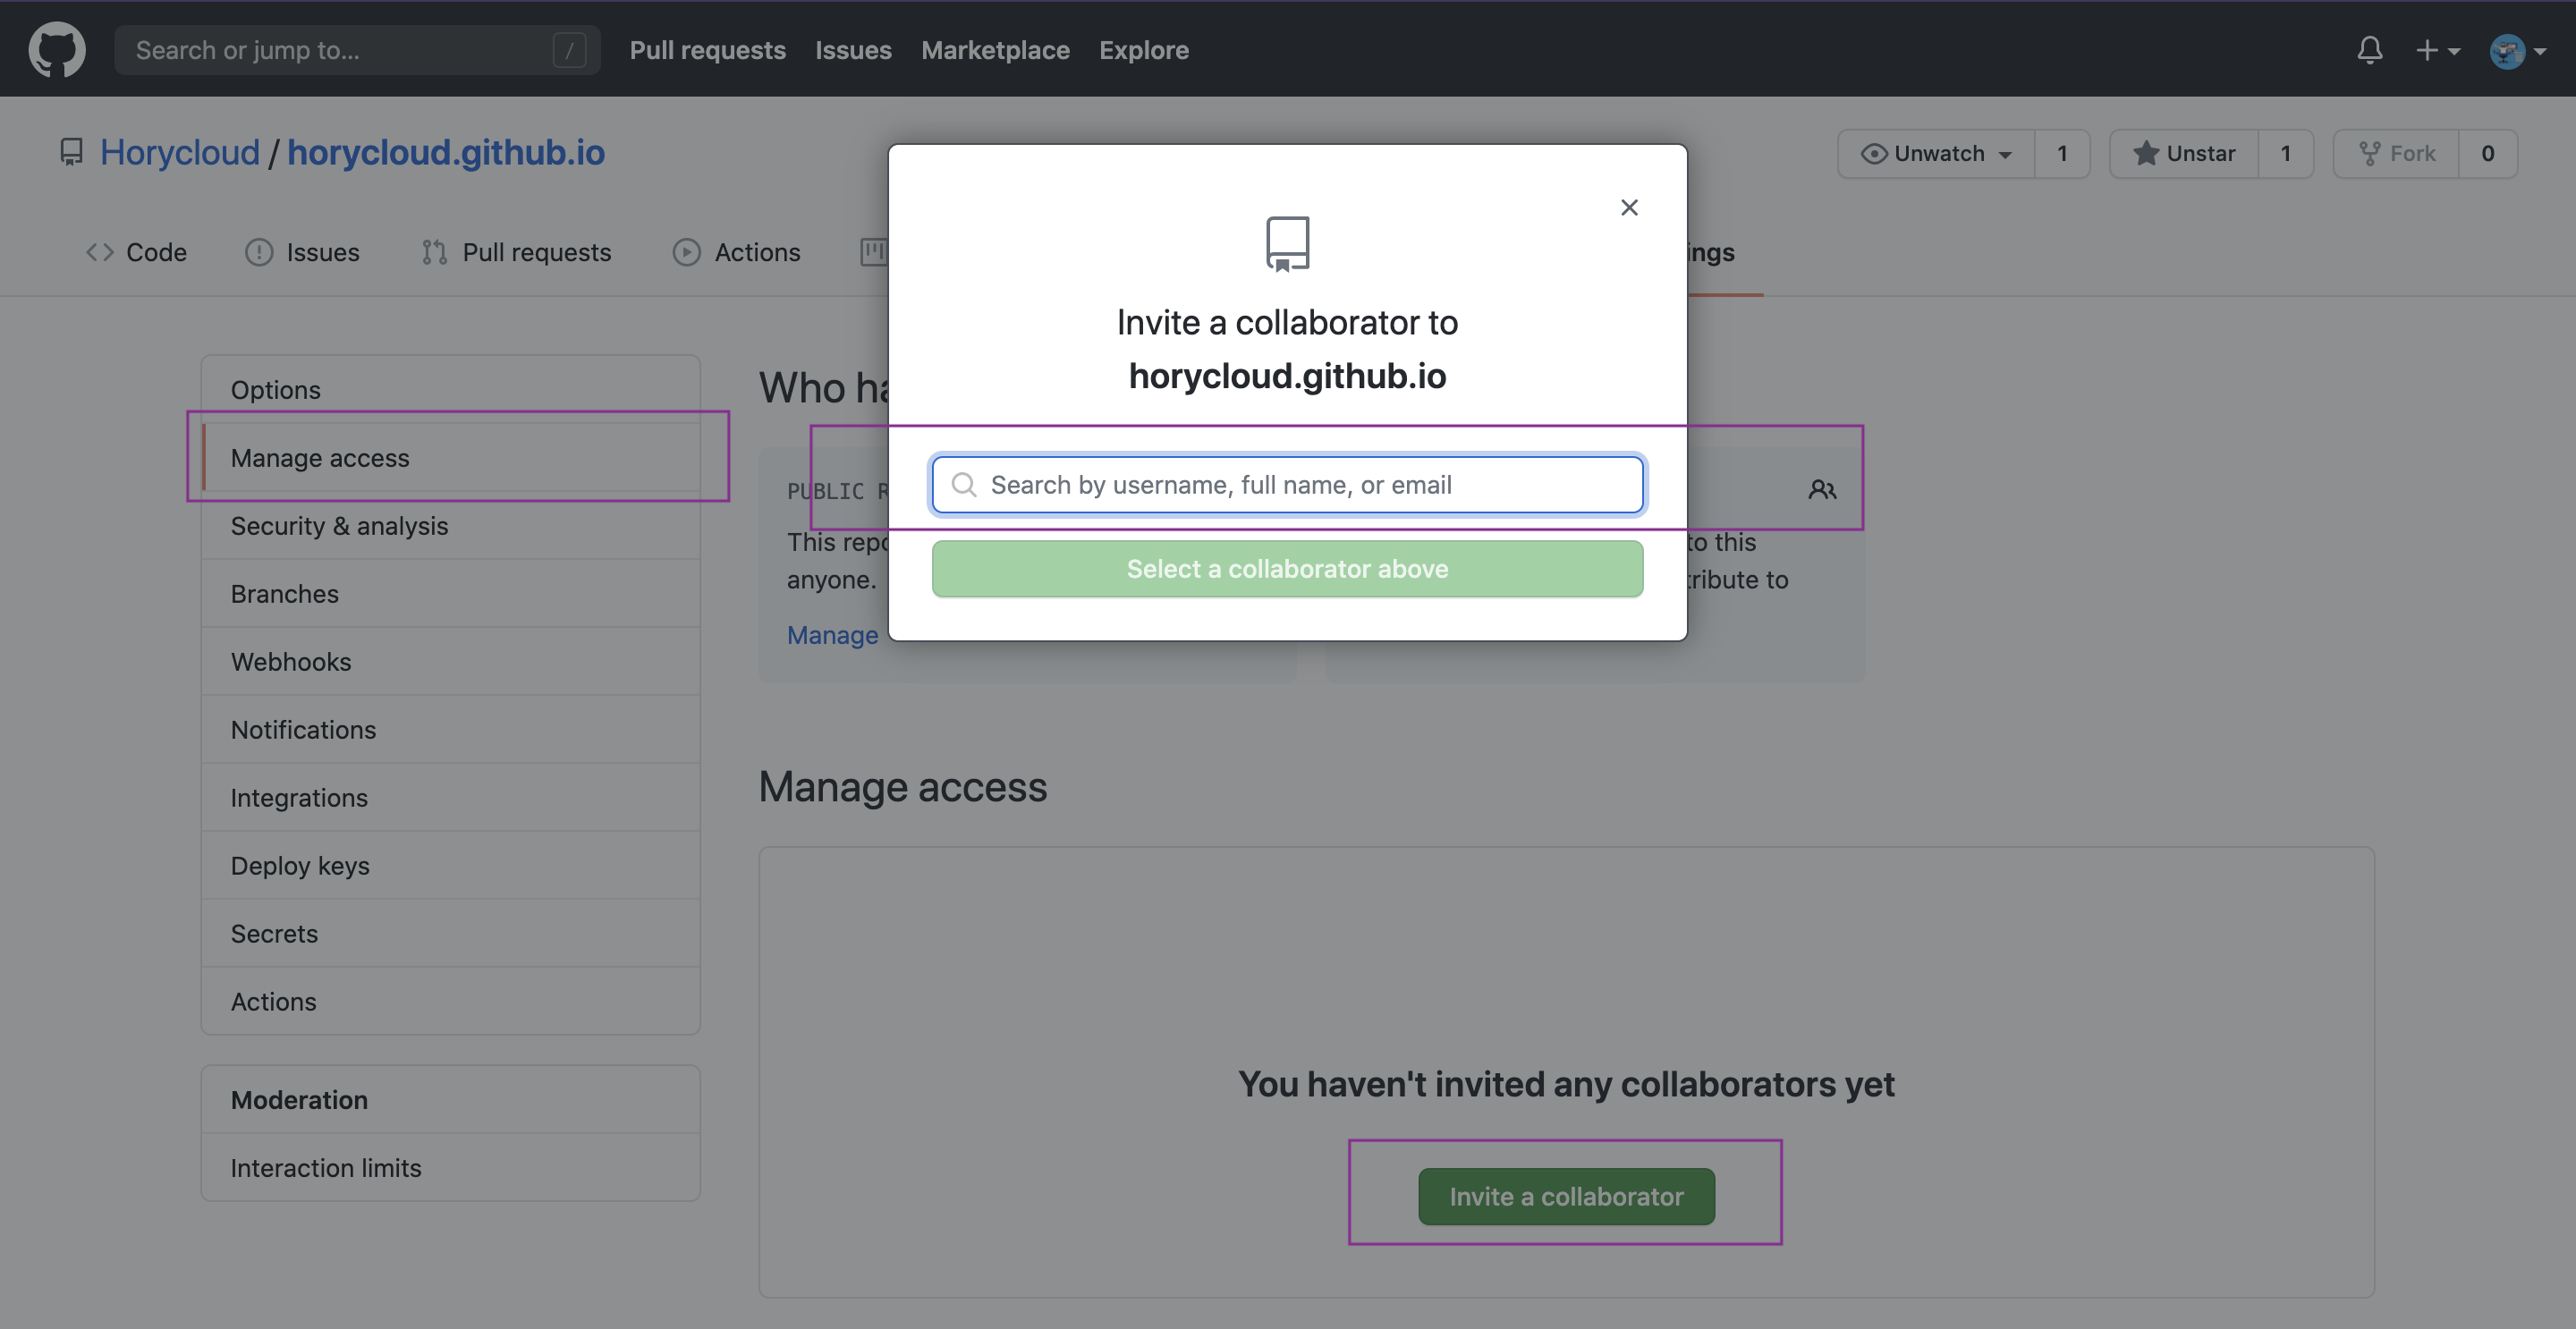 Search or jump to... /
Pull requests Issues Marketplace Explore
Horycloud / horycloud.github.io
Unwatch 1 Unstar 1 Fork 0
Code Issues Pull requests Actions ings
Invite a collaborator to
horycloud.github.io
Search by username, full name, or email
Select a collaborator above
Options
Manage access
Security & analysis
Branches
Webhooks
Notifications
Integrations
Deploy keys
Secrets
Actions
Moderation
Interaction limits
Who ha
PUBLIC R
This repo
anyone.
Manage
to this
tribute to
Manage access
You haven't invited any collaborators yet
Invite a collaborator